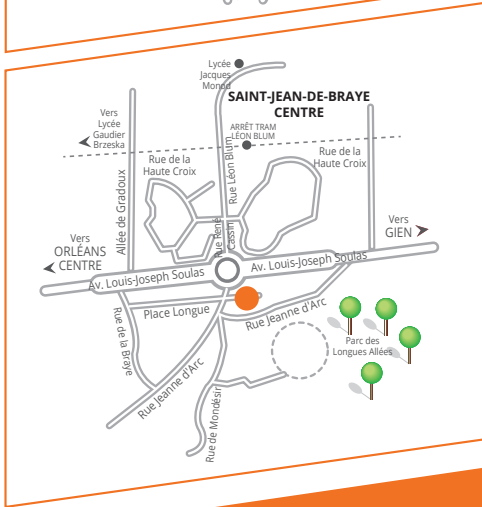 Lycée
Jacques
Monod
SAINT-JEAN-DE-BRAYE
CENTRE
Vers
Lycée
Gaudier
Brzeska
ARRÊT TRAM
LÉON BLUM
Rue de la
Haute Croix
Rue Léon Blum
Rue de la
Haute Croix
Allée de Gradoux
Rue René
Cassin
Vers
GIEN
Vers
ORLÉANS
CENTRE
Av. Louis-Joseph Soulas
Av. Louis-Joseph Soulas
Place Longue
Rue Jeanne d'Arc
Rue de la Braye
Parc des
Longues Allées
Rue Jeanne d'Arc
Rue de Mondésir